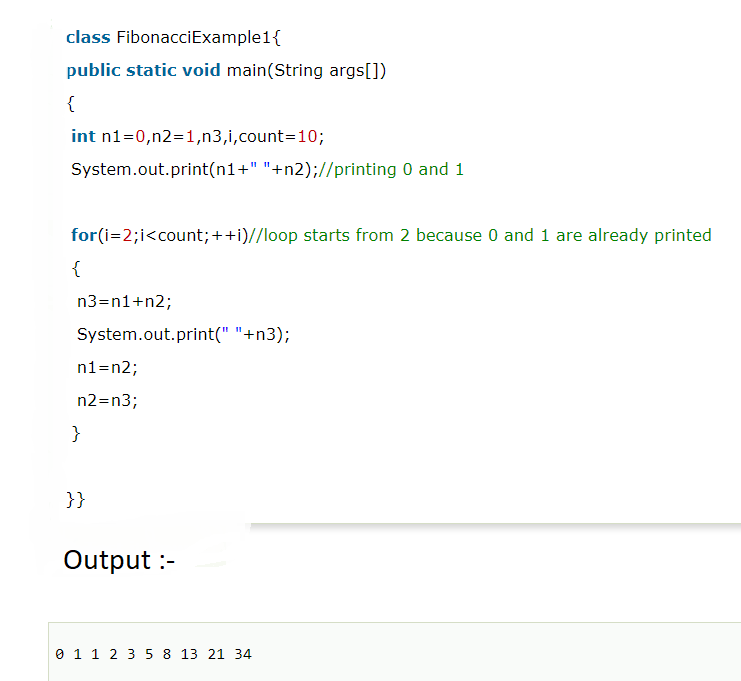 class FibonacciExample1{
public static void main(String args[])
{
int n1=0,n2=1,n3,i,count=10;
System.out.print(n1+" "+n2);//printing 0 and 1
for(i=2;i<count;++i)//loop starts from 2 because 0 and 1 are already printed
{
n3=n1+n2;
System.out.print(" "+n3);
n1=n2;
n2=n3;
}
}}
Output :-
0 1 1 2 3 5 8 13 21 34